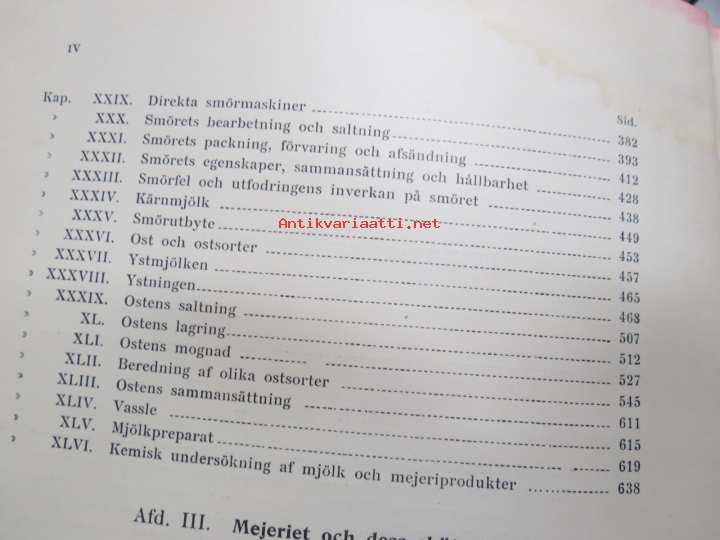 IV
Sid.
Kap. XXIX. Direkta smörmaskiner 382
» XXX. Smörets bearbetning och saltning 393
» XXXI. Smörets packning, förvaring och afsändning 412
» XXXII. Smörets egenskaper, sammansättning och hållbarhet 428
» XXXIII. Smörfel och utfodringens inverkan på smöret 438
» XXXIV. Kärnmjölk 449
» XXXV. Smörutbyte 453
» XXXVI. Ost och ostsorter 457
» XXXVII. Ystmjölken 465
» XXXVIII. Ystningen 468
» XXXIX. Ostens saltning 507
» XL. Ostens lagring 512
» XLI. Ostens mognad 527
» XLII. Beredning af olika ostsorter 545
» XLIII. Ostens sammansättning 611
» XLIV. Vassle 615
» XLV. Mjölkpreparat 619
» XLVI. Kemisk undersökning af mjölk och mejeriprodukter 638
Afd. III. Mejeriet och dess
Antikvariaatti.net